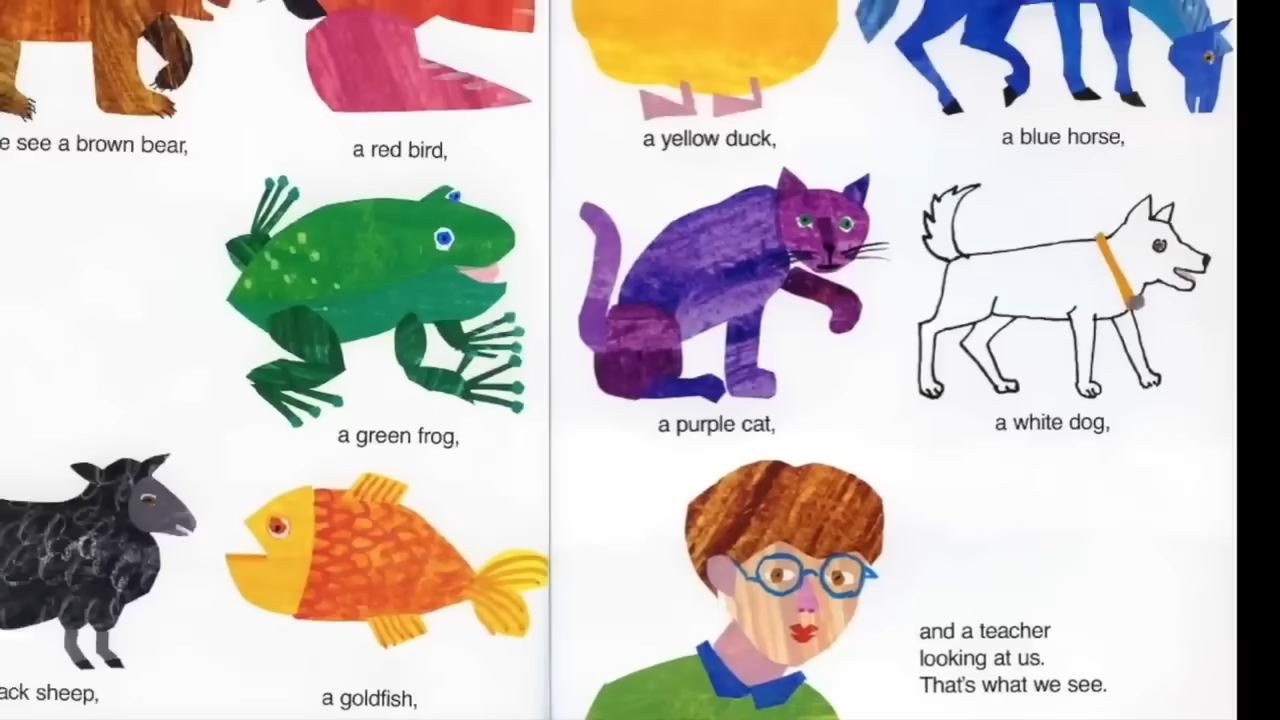 e see a brown bear,
a red bird,
a yellow duck,
a blue horse,
a green frog,
a purple cat,
a white dog,
ack sheep,
a goldfish,
and a teacher
looking at us.
That's what we see.